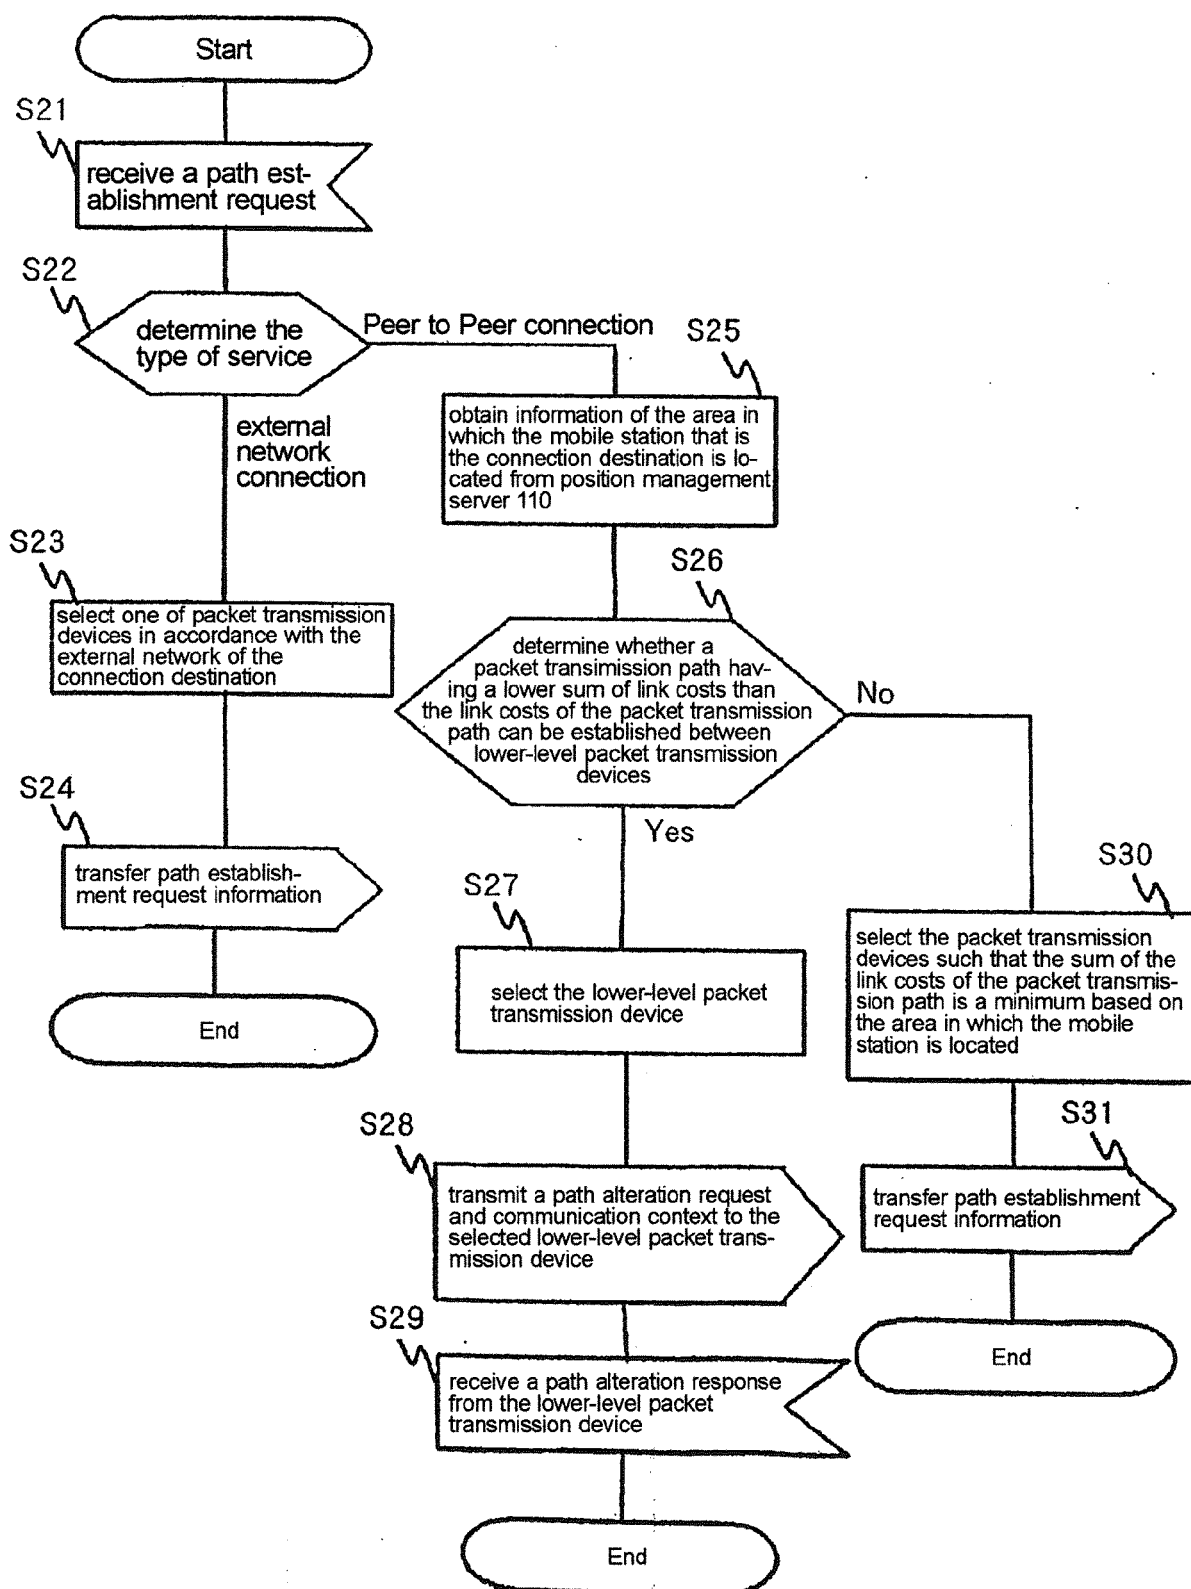 Start
S21
receive a path est-
ablishment request
S22
determine the
type of service
Peer to Peer connection
external
network
connection
S25
obtain information of the area in
which the mobile station that is
the connection destination is lo-
cated from position management
server 110
S23
select one of packet transmission
devices in accordance with the
external network of the
connection destination
S26
determine whether a
packet transimission path hav-
ing a lower sum of link costs than
the link costs of the packet transmission
path can be established between
lower-level packet transmission
devices
No
Yes
S24
transfer path establish-
ment request information
End
S27
select the lower-level packet
transmission device
S30
select the packet transmission
devices such that the sum of the
link costs of the packet transmis-
sion path is a minimum based on
the area in which the mobile
station is located
S28
transmit a path alteration request
and communication context to the
selected lower-level packet trans-
mission device
S31
transfer path establishment
request information
End
S29
receive a path alteration response
from the lower-level packet
transmission device
End